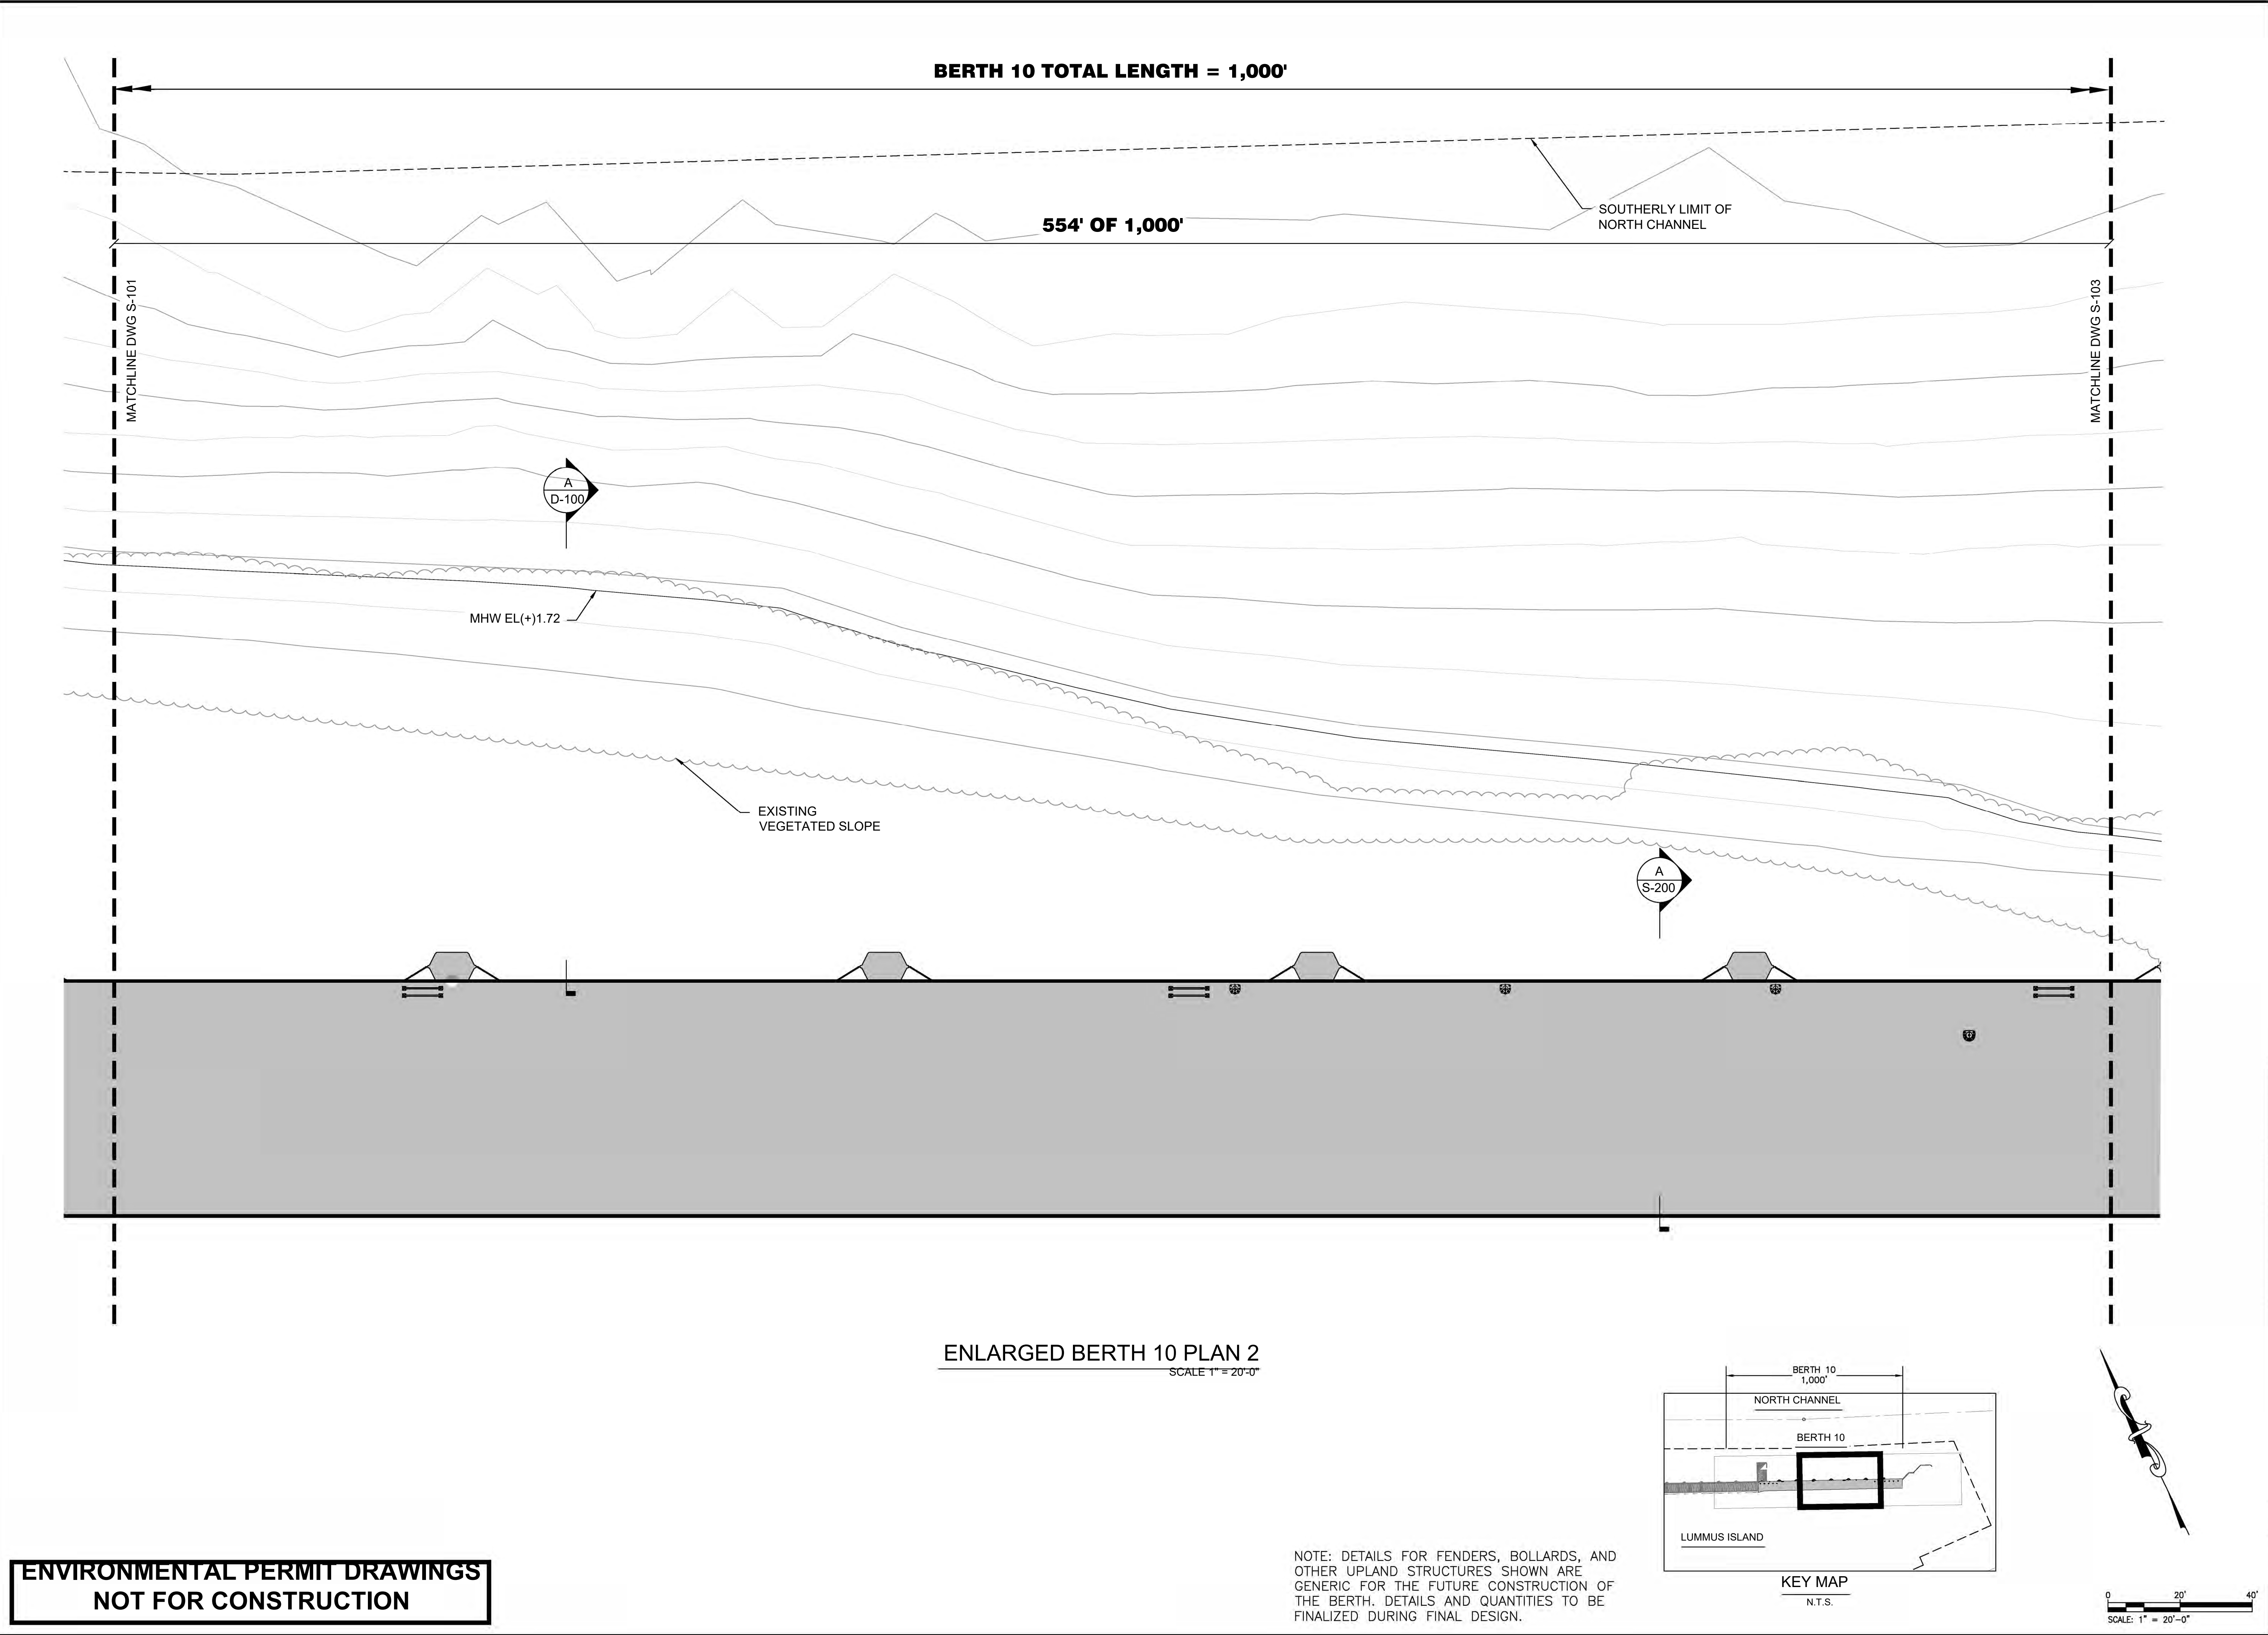 BERTH 10 TOTAL LENGTH = 1,000'
SOUTHERLY LIMIT OF
NORTH CHANNEL
554' OF 1,000'
MATCHLINE DWG S-101
MATCHLINE DWG S-103
A
D-100
MHW EL(+)1.72
EXISTING
VEGETATED SLOPE
A
S-200
ENLARGED BERTH 10 PLAN 2
SCALE 1" = 20'-0"
BERTH 10
1,000'
NORTH CHANNEL
BERTH 10
LUMMUS ISLAND
KEY MAP
N.T.S.
NOTE: DETAILS FOR FENDERS, BOLLARDS, AND
OTHER UPLAND STRUCTURES SHOWN ARE
GENERIC FOR THE FUTURE CONSTRUCTION OF
THE BERTH. DETAILS AND QUANTITIES TO BE
FINALIZED DURING FINAL DESIGN.
ENVIRONMENTAL PERMIT DRAWINGS
NOT FOR CONSTRUCTION
0 20' 40'
SCALE: 1" = 20'-0"